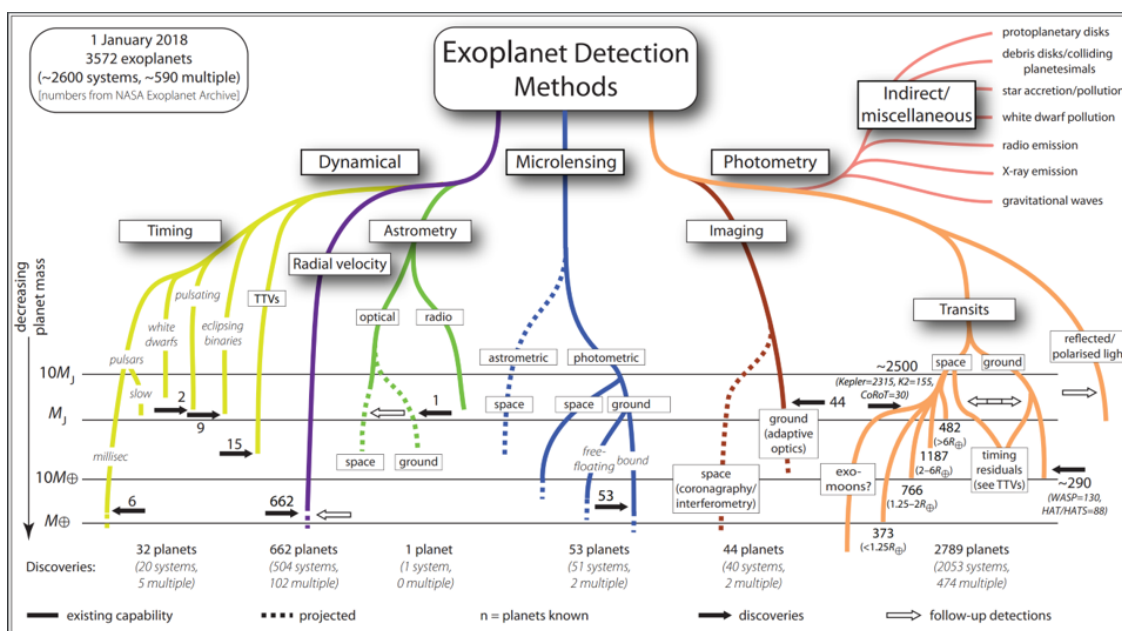 1 January 2018
3572 exoplanets
(~2600 systems, ~590 multiple)
[numbers from NASA Exoplanet Archive]
Exoplanet Detection
Methods
protoplanetary disks
debris disks/colliding
planetesimals
star accretion/pollution
white dwarf pollution
radio emission
X-ray emission
gravitational waves
Indirect/
miscellaneous
Dynamical
Microlensing
Photometry
Timing
Astrometry
Imaging
Radial velocity
Transits
decreasing
planet mass
pulsars
slow
millisec
white
dwarfs
pulsating
eclipsing
binaries
TTVs
optical
radio
space
ground
astrometric
photometric
space
space
ground
free-
floating
bound
ground
(adaptive
optics)
space
(coronagraphy/
interferometry)
space
ground
reflected/
polarised light
~2500
(Kepler=2315, K2=155,
CoRoT=30)
exo-
moons?
timing
residuals
(see TTVs)
482
(>6R⊕)
1187
(2–6R⊕)
766
(1.25–2R⊕)
373
(<1.25R⊕)
~290
(WASP=130,
HAT/HATS=88)
10MJ
MJ
10M⊕
M⊕
2
9
15
6
662
1
53
44
Discoveries:
32 planets
(20 systems,
5 multiple)
662 planets
(504 systems,
102 multiple)
1 planet
(1 system,
0 multiple)
53 planets
(51 systems,
2 multiple)
44 planets
(40 systems,
2 multiple)
2789 planets
(2053 systems,
474 multiple)
existing capability
projected
n = planets known
discoveries
follow-up detections